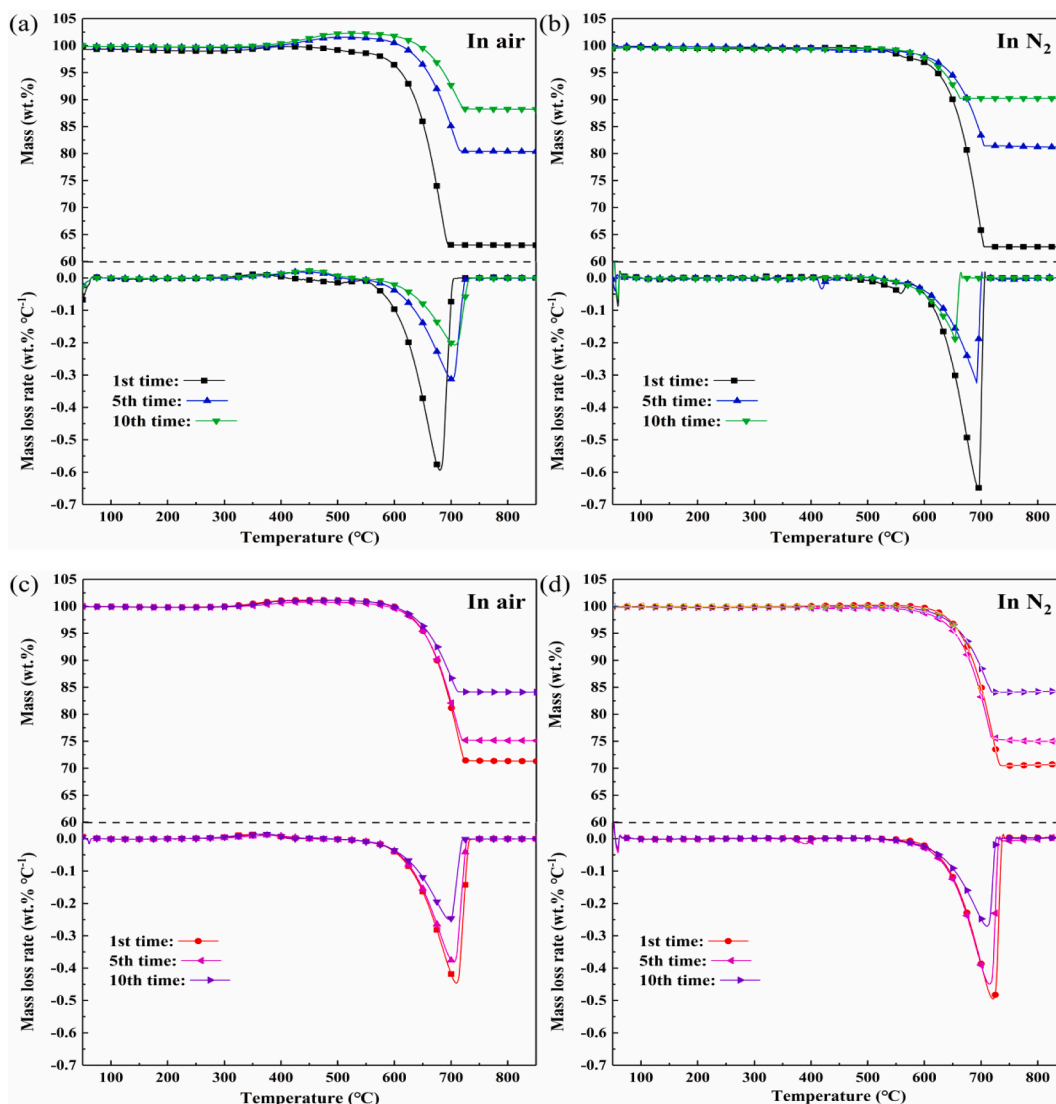 (a)
In air
105
100
95
90
85
80
75
70
65
60
Mass (wt.%)
0.0
-0.1
-0.2
-0.3
-0.4
-0.5
-0.6
-0.7
Mass loss rate (wt.% °C-1)
1st time:
5th time:
10th time:
100 200 300 400 500 600 700 800
Temperature (°C)
(b)
In N2
105
100
95
90
85
80
75
70
65
60
Mass (wt.%)
0.0
-0.1
-0.2
-0.3
-0.4
-0.5
-0.6
-0.7
Mass loss rate (wt.% °C-1)
1st time:
5th time:
10th time:
100 200 300 400 500 600 700 800
Temperature (°C)
(c)
In air
105
100
95
90
85
80
75
70
65
60
Mass (wt.%)
0.0
-0.1
-0.2
-0.3
-0.4
-0.5
-0.6
-0.7
Mass loss rate (wt.% °C-1)
1st time:
5th time:
10th time:
100 200 300 400 500 600 700 800
Temperature (°C)
(d)
In N2
105
100
95
90
85
80
75
70
65
60
Mass (wt.%)
0.0
-0.1
-0.2
-0.3
-0.4
-0.5
-0.6
-0.7
Mass loss rate (wt.% °C-1)
1st time:
5th time:
10th time:
100 200 300 400 500 600 700 800
Temperature (°C)